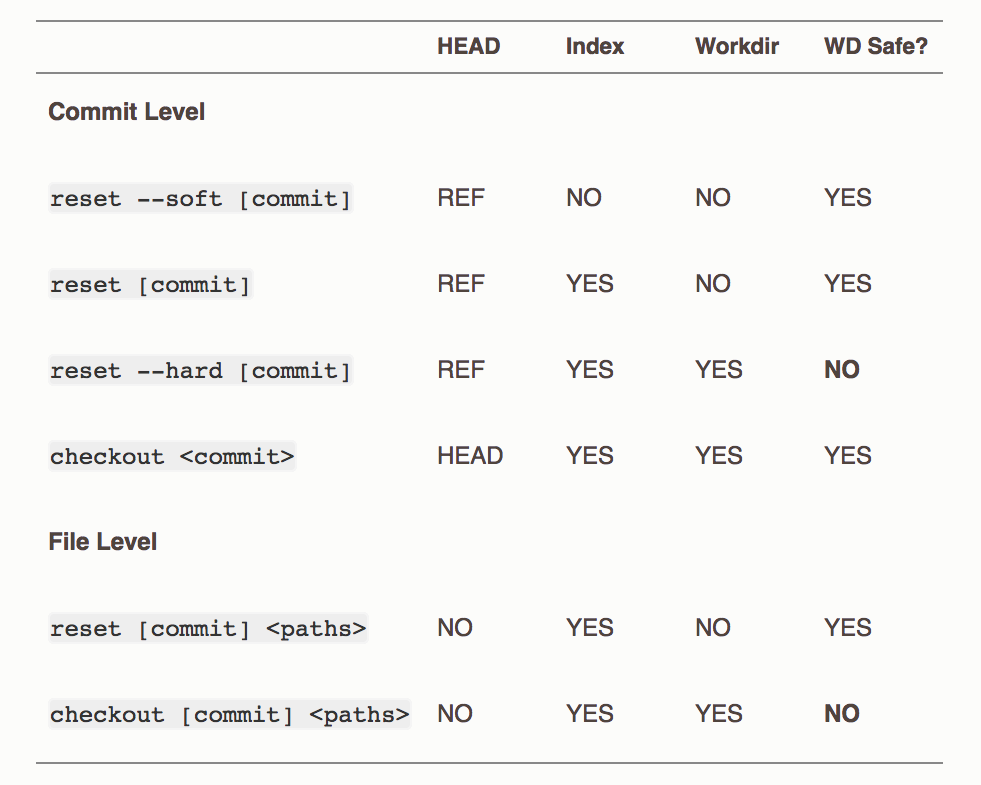 HEAD Index Workdir WD Safe?
Commit Level
reset --soft [commit] REF NO NO YES
reset [commit] REF YES NO YES
reset --hard [commit] REF YES YES NO
checkout <commit> HEAD YES YES YES
File Level
reset [commit] <paths> NO YES NO YES
checkout [commit] <paths> NO YES YES NO